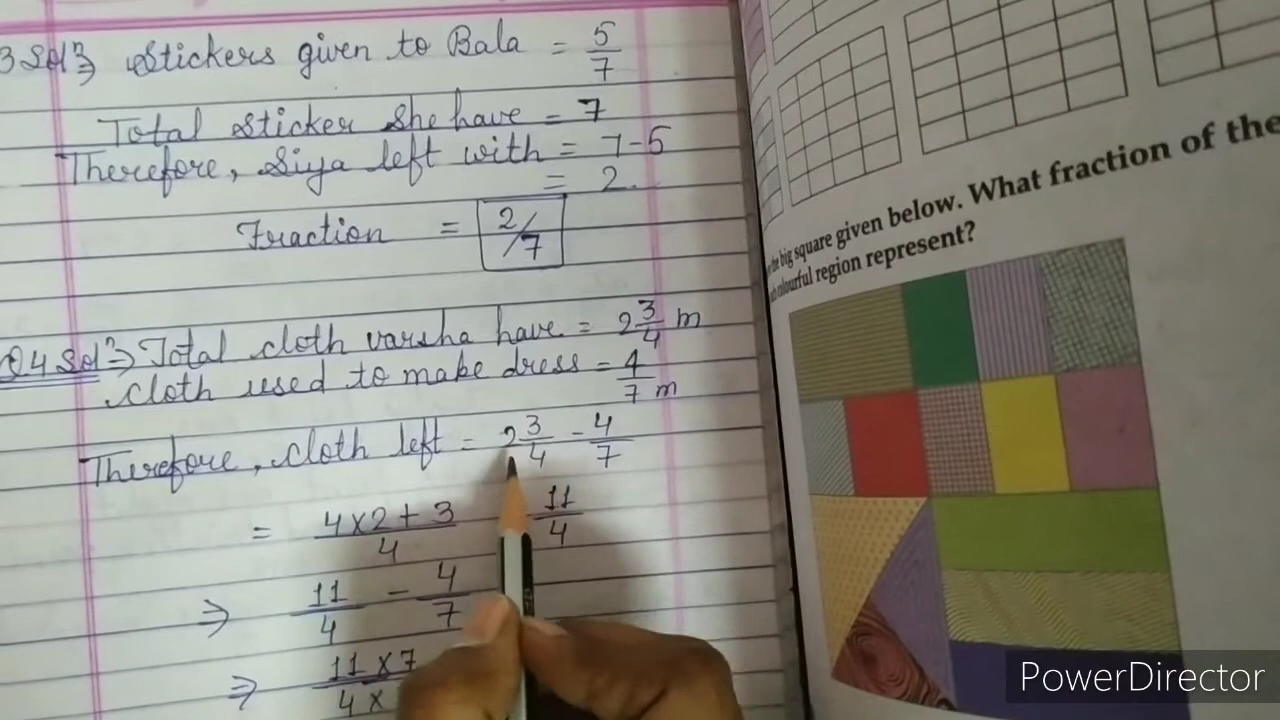 3 Solⁿ⇒ Stickers given to Bala = 5/7
Total sticker she have = 7
Therefore, Siya left with = 7-5
= 2.
Fraction = 2/7
Q4 Solⁿ⇒ Total cloth varsha have = 2 3/4 m
Cloth used to make dress = 4/7 m
Therefore, cloth left = 2 3/4 - 4/7
= 4×2+3/4 11/4
⇒ 11/4 - 4/7
⇒ 11×7
4×
the big square given below. What fraction of the
colourful region represent?
PowerDirector